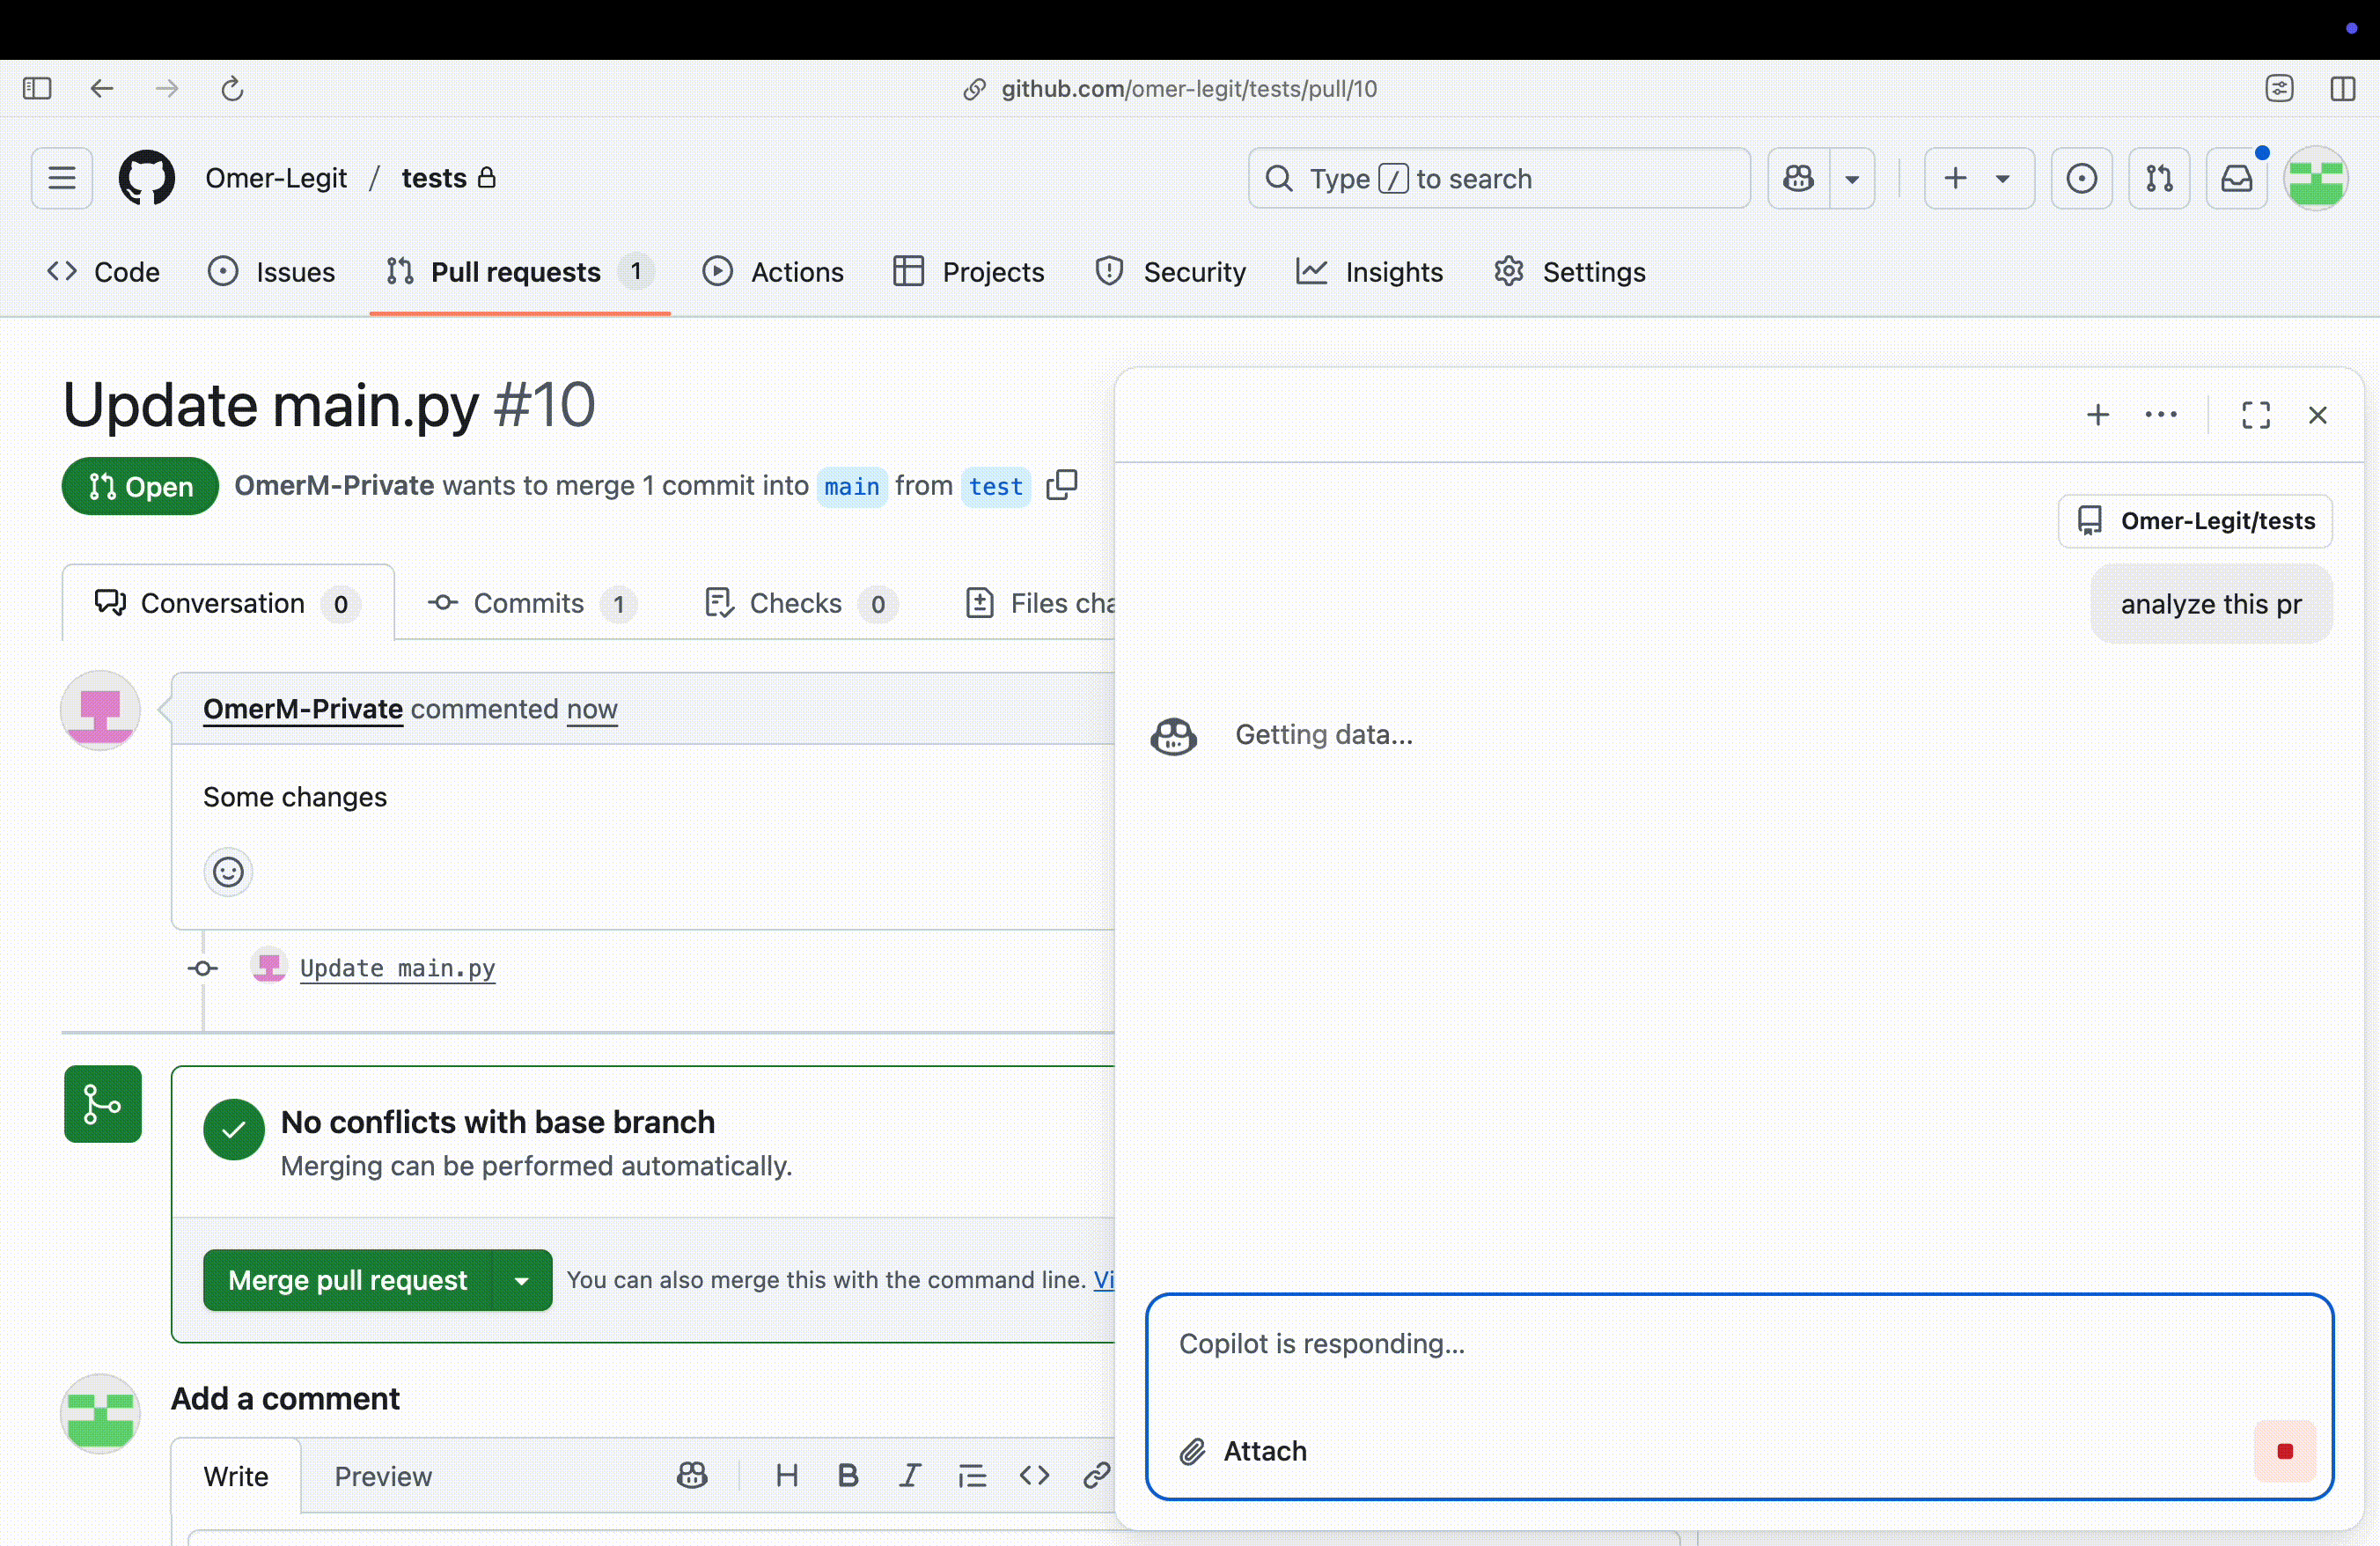 github.com/omer-legit/tests/pull/10
Omer-Legit / tests
Type / to search
Code
Issues
Pull requests 1
Actions
Projects
Security
Insights
Settings
Update main.py #10
Open
OmerM-Private wants to merge 1 commit into main from test
Conversation 0
Commits 1
Checks 0
Files cha
OmerM-Private commented now
Some changes
Update main.py
No conflicts with base branch
Merging can be performed automatically.
Merge pull request
You can also merge this with the command line. Vi
Add a comment
Write
Preview
H B I
Omer-Legit/tests
analyze this pr
Getting data...
Copilot is responding...
Attach